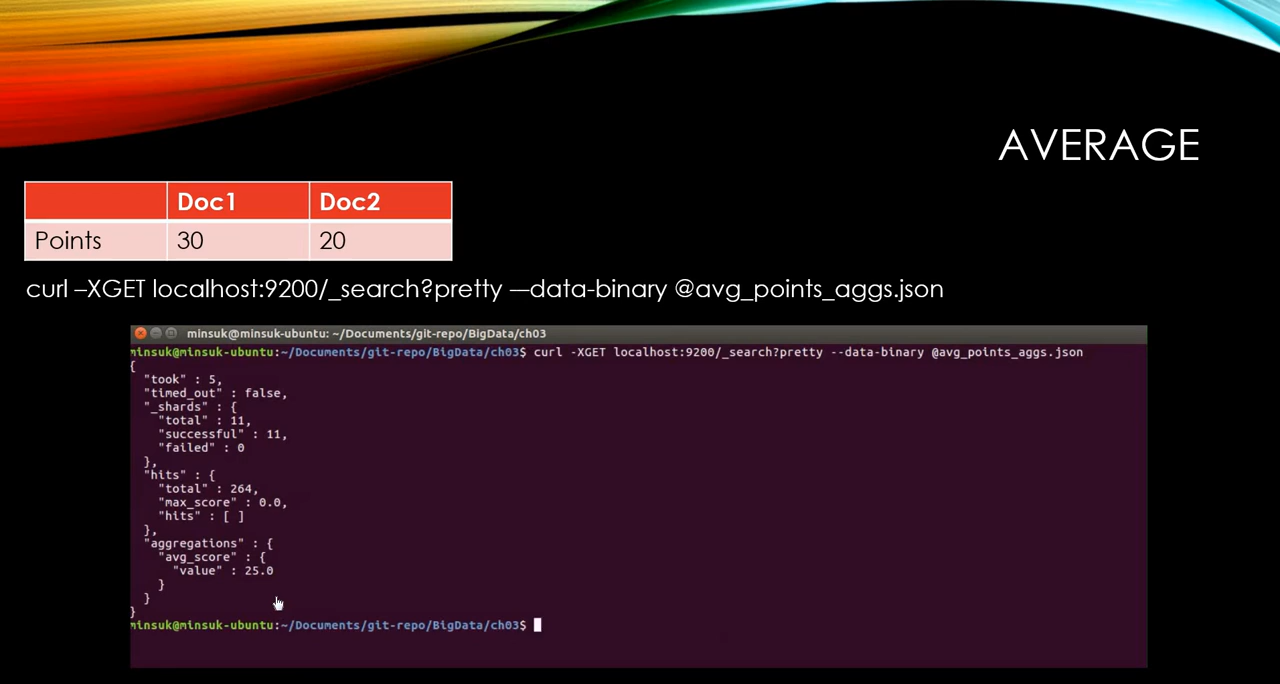 AVERAGE
Doc1 Doc2
Points 30 20
curl –XGET localhost:9200/_search?pretty —data-binary @avg_points_aggs.json
minsuk@minsuk-ubuntu: ~/Documents/git-repo/BigData/ch03
minsuk@minsuk-ubuntu:~/Documents/git-repo/BigData/ch03$ curl -XGET localhost:9200/_search?pretty --data-binary @avg_points_aggs.json
{
"took" : 5,
"timed_out" : false,
"_shards" : {
"total" : 11,
"successful" : 11,
"failed" : 0
},
"hits" : {
"total" : 264,
"max_score" : 0.0,
"hits" : [ ]
},
"aggregations" : {
"avg_score" : {
"value" : 25.0
}
}
}
minsuk@minsuk-ubuntu:~/Documents/git-repo/BigData/ch03$